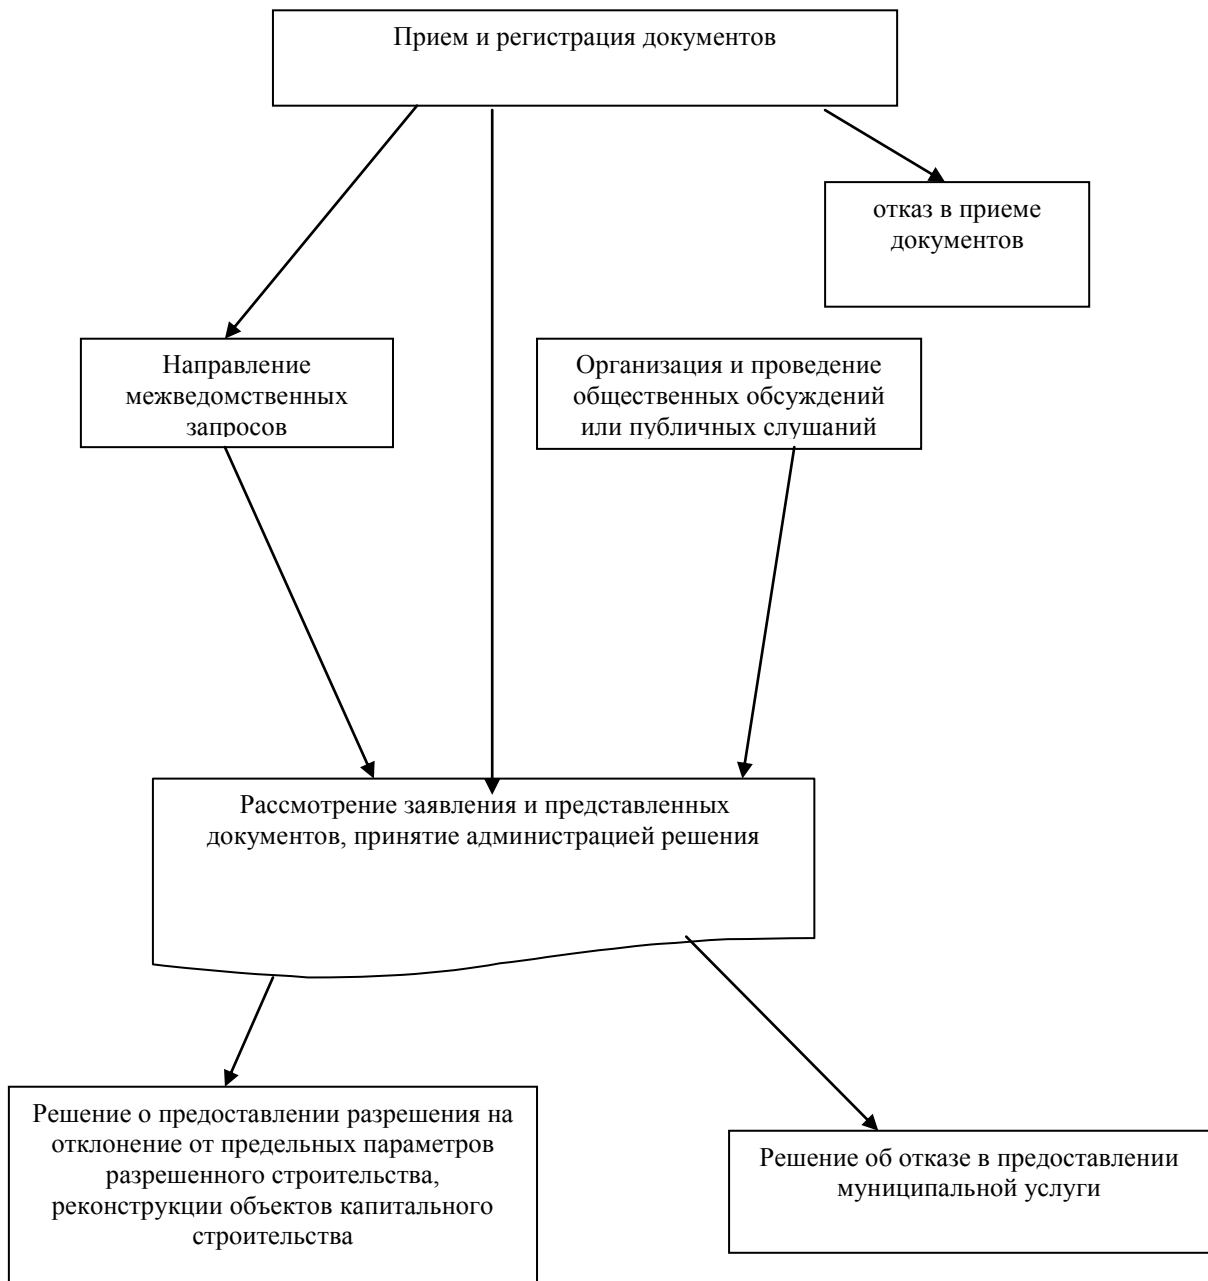 Прием и регистрация документов
отказ в приеме
документов
Направление
межведомственных
запросов
Организация и проведение
общественных обсуждений
или публичных слушаний
Рассмотрение заявления и представленных
документов, принятие администрацией решения
Решение о предоставлении разрешения на
отклонение от предельных параметров
разрешенного строительства,
реконструкции объектов капитального
строительства
Решение об отказе в предоставлении
муниципальной услуги